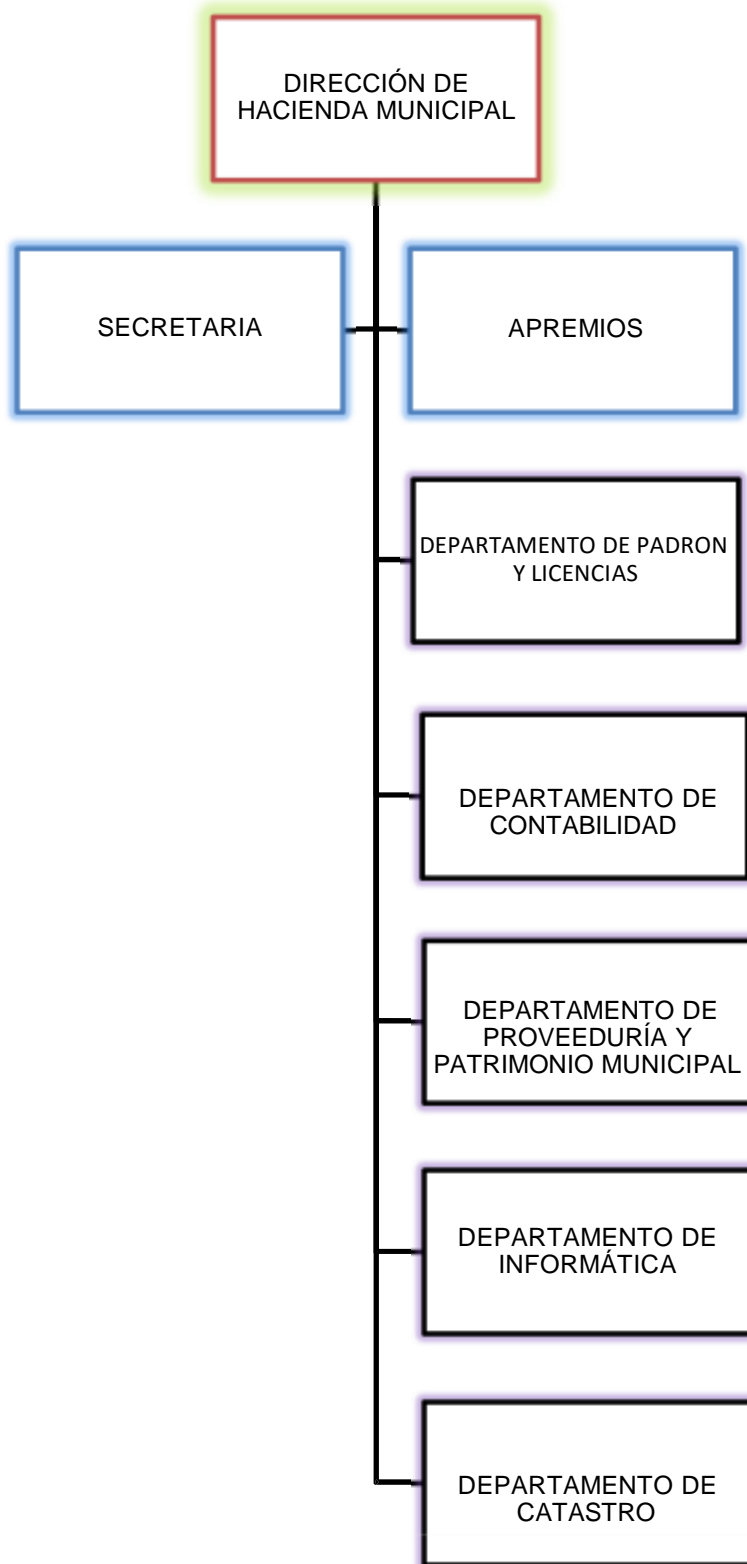 DIRECCIÓN DE
HACIENDA MUNICIPAL
SECRETARIA
APREMIOS
DEPARTAMENTO DE PADRON
Y LICENCIAS
DEPARTAMENTO DE
CONTABILIDAD
DEPARTAMENTO DE
PROVEEDURÍA Y
PATRIMONIO MUNICIPAL
DEPARTAMENTO DE
INFORMÁTICA
DEPARTAMENTO DE
CATASTRO